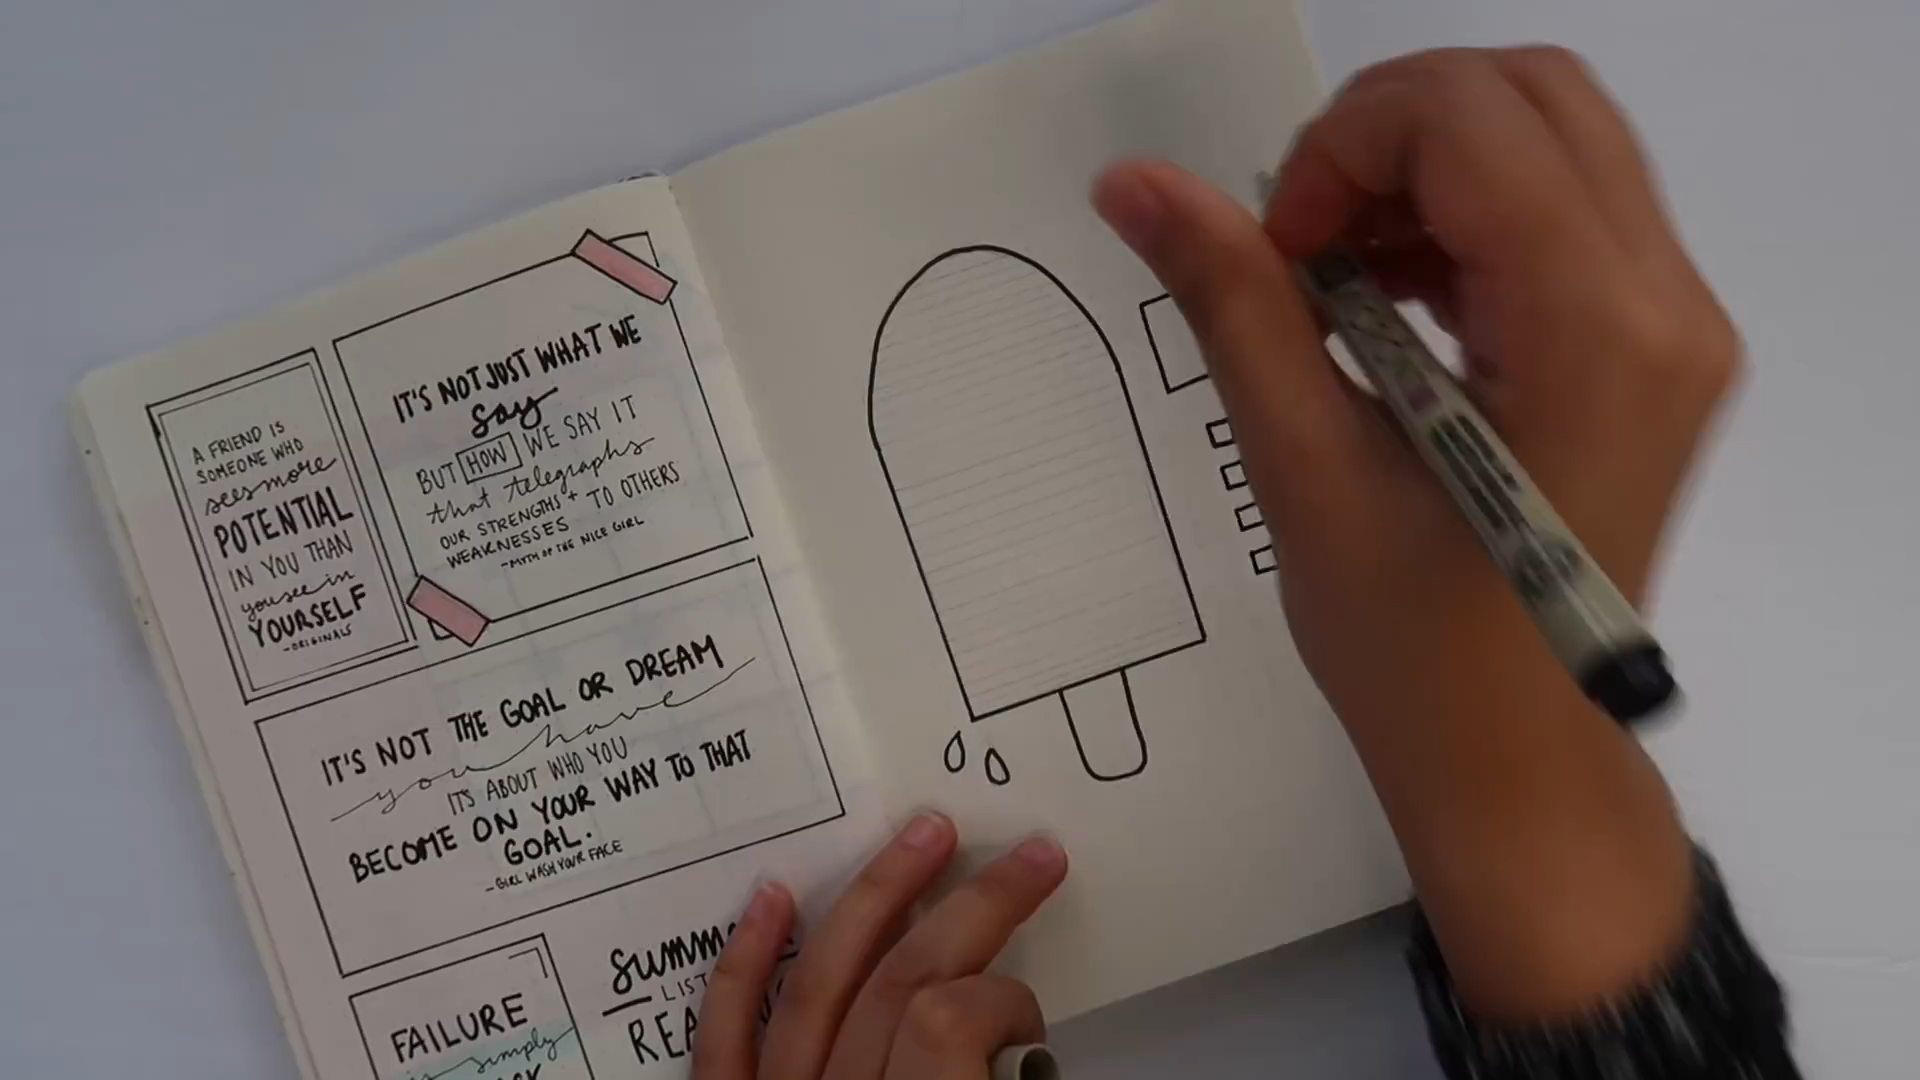 A FRIEND IS
SOMEONE WHO
sees more
POTENTIAL
IN YOU THAN
you see in
YOURSELF
-ORIGINALS
IT'S NOT JUST WHAT WE
say
BUT HOW WE SAY IT
that telegraphs
OUR STRENGTHS + TO OTHERS
WEAKNESSES
-MYTH OF THE NICE GIRL
IT'S NOT THE GOAL OR DREAM
you have
IT'S ABOUT WHO YOU
BECOME ON YOUR WAY TO THAT
GOAL.
-GIRL WASH YOUR FACE
FAILURE
is simply